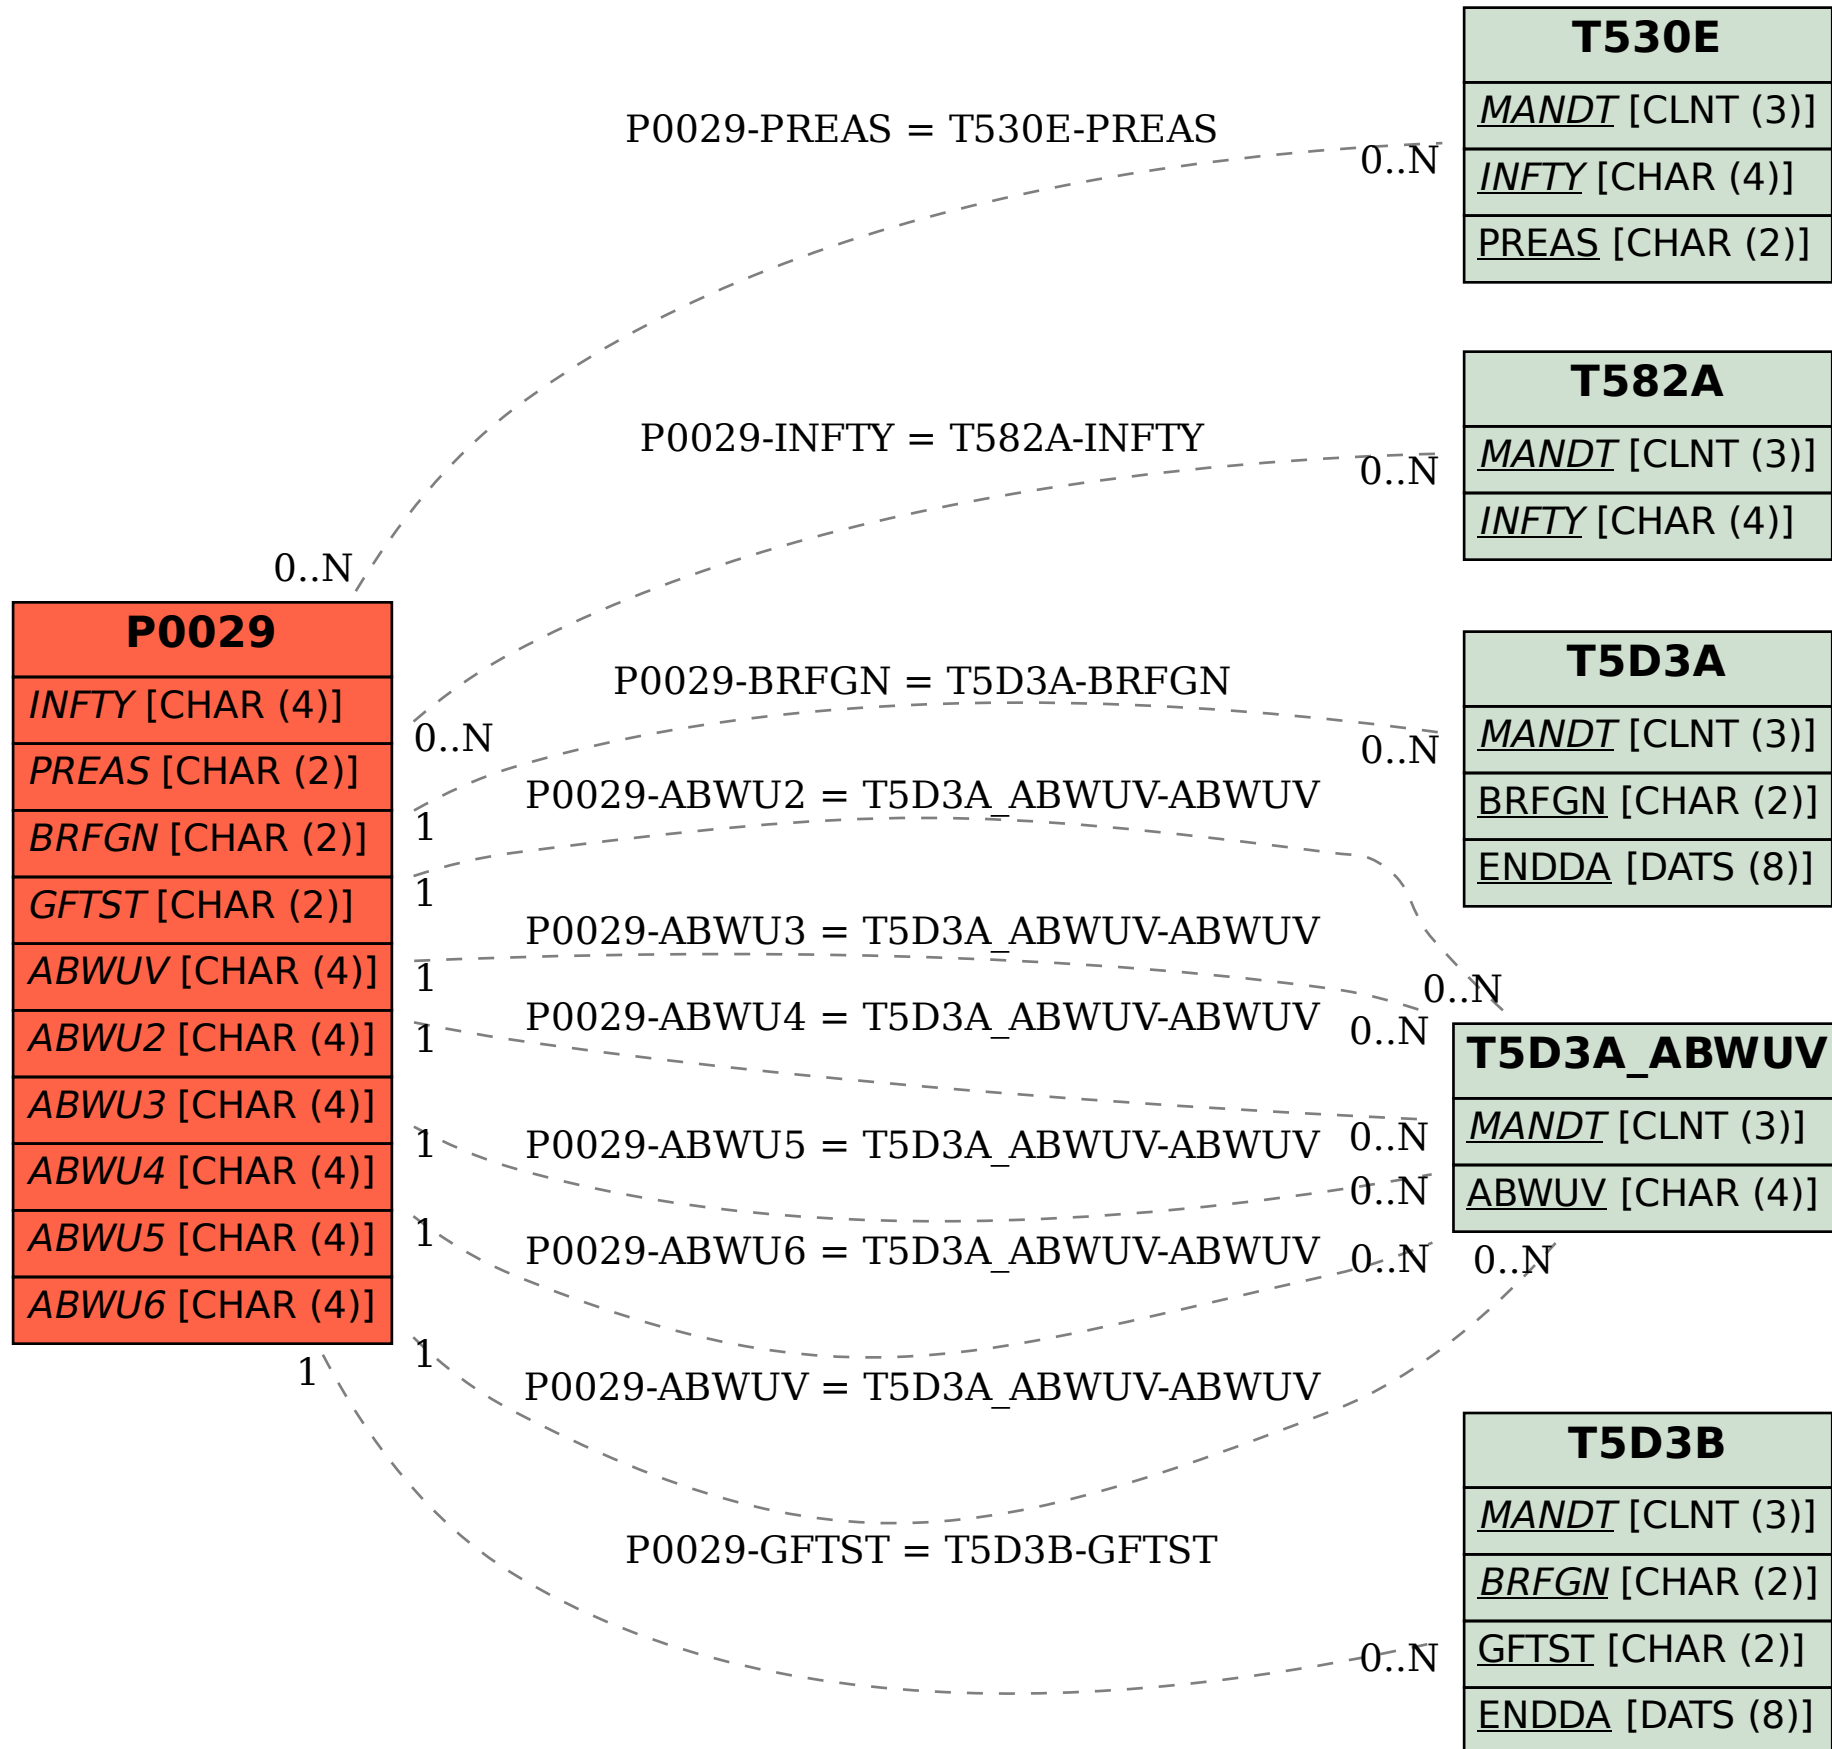 T530E
MANDT [CLNT (3)]
P0029-PREAS = T530E-PREAS
0..N
INFTY [CHAR (4)]
PREAS [CHAR (2)]
T582A
P0029-INFTY = T582A-INFTY
MANDT [CLNT (3)]
0..N
INFTY [CHAR (4)]
0..N
P0029
INFTY [CHAR (4)]
PREAS [CHAR (2)]
BRFGN [CHAR (2)]
GFTST [CHAR (2)]
ABWUV [CHAR (4)]
ABWU2 [CHAR (4)]
ABWU3 [CHAR (4)]
ABWU4 [CHAR (4)]
ABWU5 [CHAR (4)]
ABWU6 [CHAR (4)]
0..N
P0029-BRFGN = T5D3A-BRFGN
0..N
1
T5D3A
MANDT [CLNT (3)]
BRFGN [CHAR (2)]
ENDDA [DATS (8)]
P0029-ABWU2 = T5D3A_ABWUV-ABWUV
1
0..N
P0029-ABWU3 = T5D3A_ABWUV-ABWUV
1
0..N
P0029-ABWU4 = T5D3A_ABWUV-ABWUV
1
0..N
T5D3A_ABWUV
MANDT [CLNT (3)]
ABWUV [CHAR (4)]
P0029-ABWU5 = T5D3A_ABWUV-ABWUV
1
0..N
P0029-ABWU6 = T5D3A_ABWUV-ABWUV
1
0..N
0..N
P0029-ABWUV = T5D3A_ABWUV-ABWUV
1
1
P0029-GFTST = T5D3B-GFTST
0..N
T5D3B
MANDT [CLNT (3)]
BRFGN [CHAR (2)]
GFTST [CHAR (2)]
ENDDA [DATS (8)]